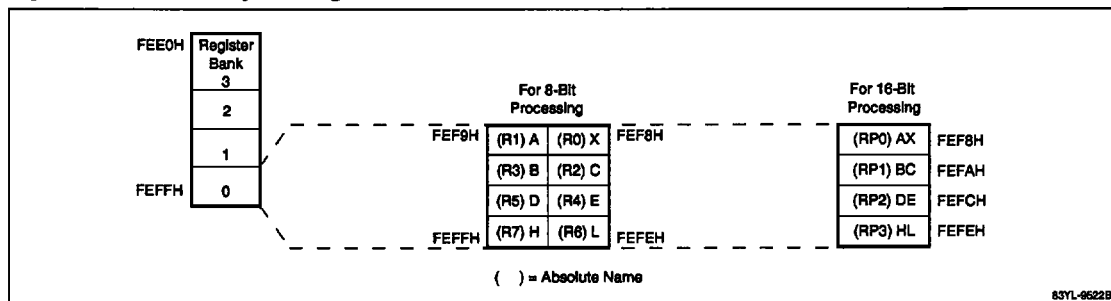 FEE0H
Register
Bank
3
2
1
FEFFH
0
For 8-Bit
Processing
FEF9H (R1) A (R0) X FEF8H
(R3) B (R2) C
(R5) D (R4) E
FEFFH (R7) H (R6) L FEFEH
For 16-Bit
Processing
(RP0) AX FEF8H
(RP1) BC FEFAH
(RP2) DE FEFCH
(RP3) HL FEFEH
( ) = Absolute Name
83YL-9522B